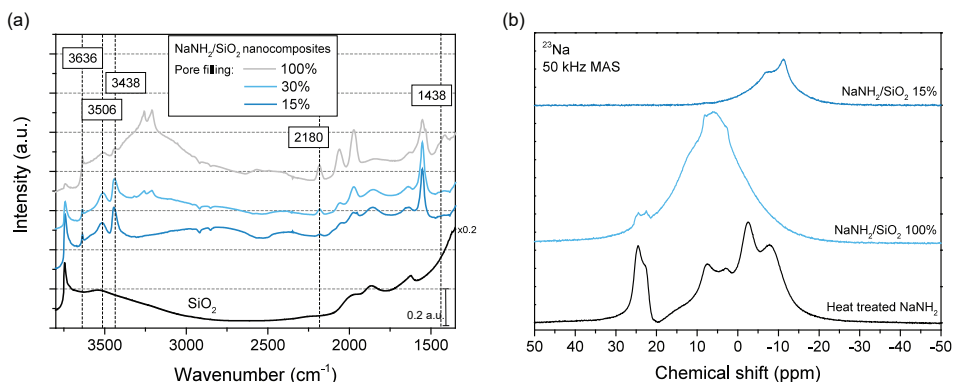 (a)
NaNH2/SiO2 nanocomposites
Pore filling:
100%
30%
15%
3636
3506
3438
2180
1438
x0.2
SiO2
0.2 a.u.
Intensity (a.u.)
3500 3000 2500 2000 1500
Wavenumber (cm-1)
(b)
23Na
50 kHz MAS
NaNH2/SiO2 15%
NaNH2/SiO2 100%
Heat treated NaNH2
50 40 30 20 10 0 -10 -20 -30 -40 -50
Chemical shift (ppm)